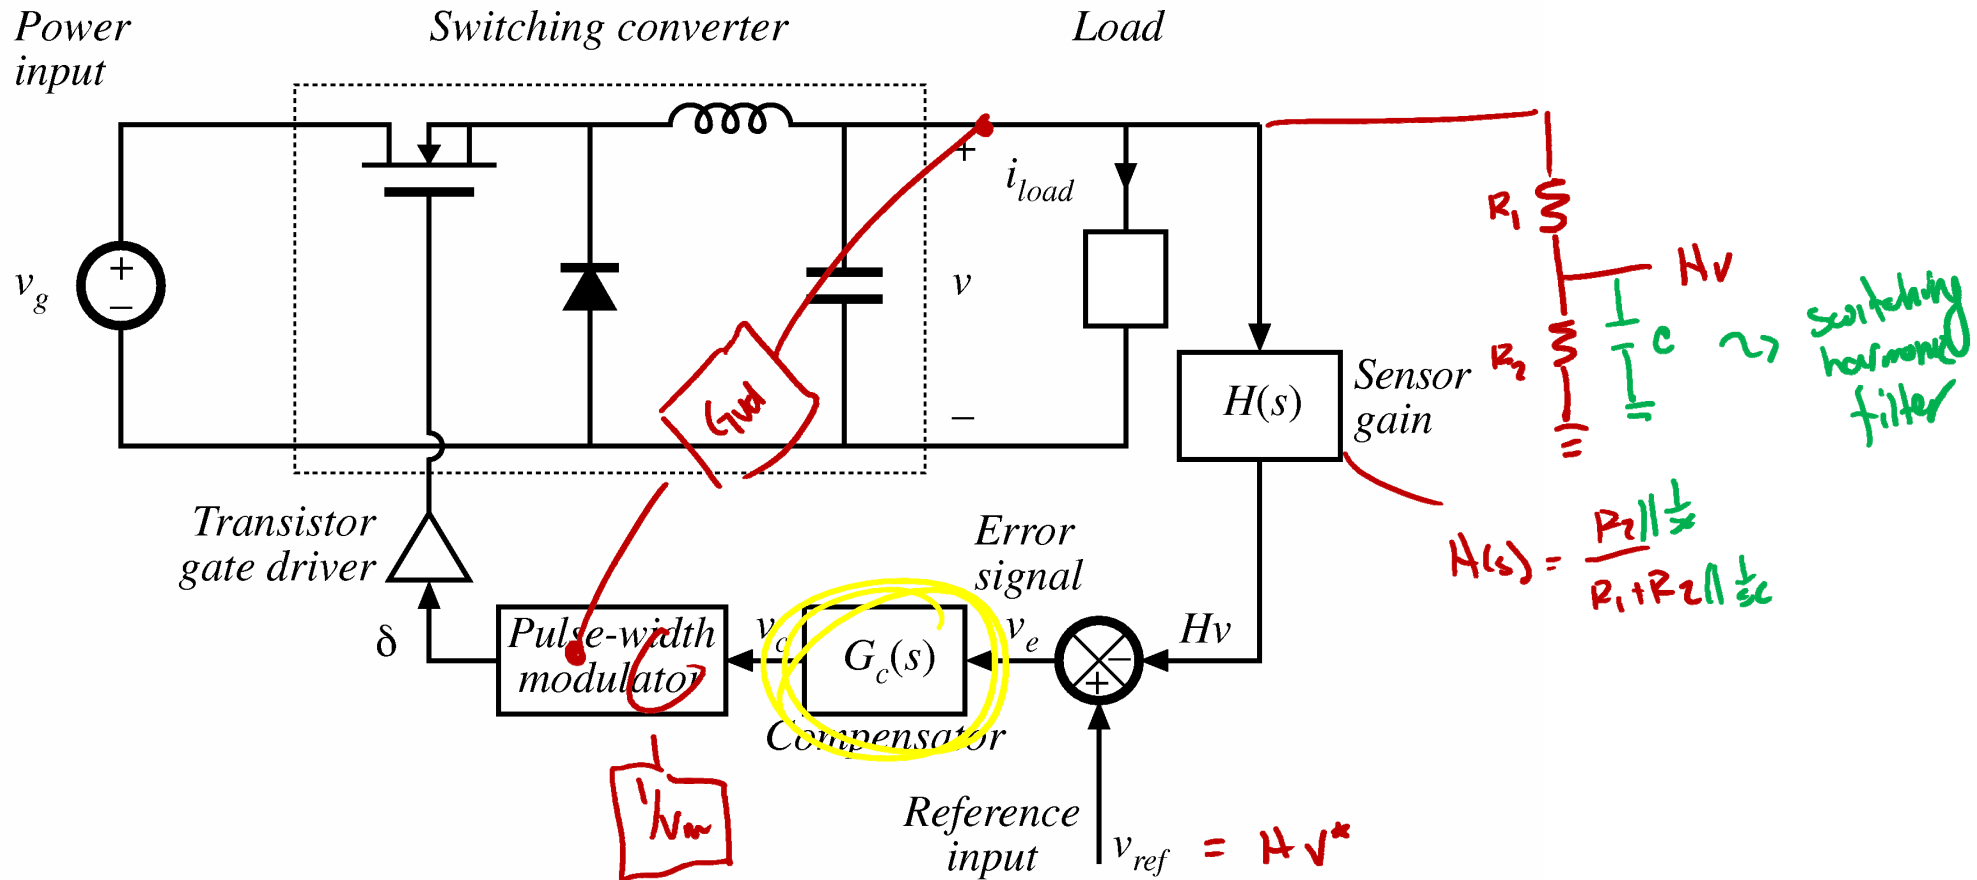 Power input
Switching converter
Load
v_g
+
−
+
v
−
i_load
R₁
R₂
Hv
C
switching
harmonic
filter
Gvd
H(s)
Sensor gain
H(s) = R₂ || 1/sc / R₁ + R₂ || 1/sc
Transistor gate driver
δ
Pulse-width modulator
v_c
G_c(s)
Compensator
v_e
Error signal
−
+
Hv
1/Vm
Reference input
v_ref = H v*